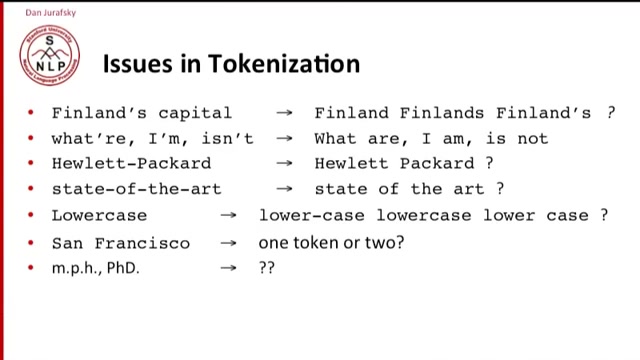 Dan Jurafsky
Stanford University
S
NLP
Natural Language Processing
Issues in Tokenization
• Finland's capital → Finland Finlands Finland's ?
• what're, I'm, isn't → What are, I am, is not
• Hewlett-Packard → Hewlett Packard ?
• state-of-the-art → state of the art ?
• Lowercase → lower-case lowercase lower case ?
• San Francisco → one token or two?
• m.p.h., PhD. → ??